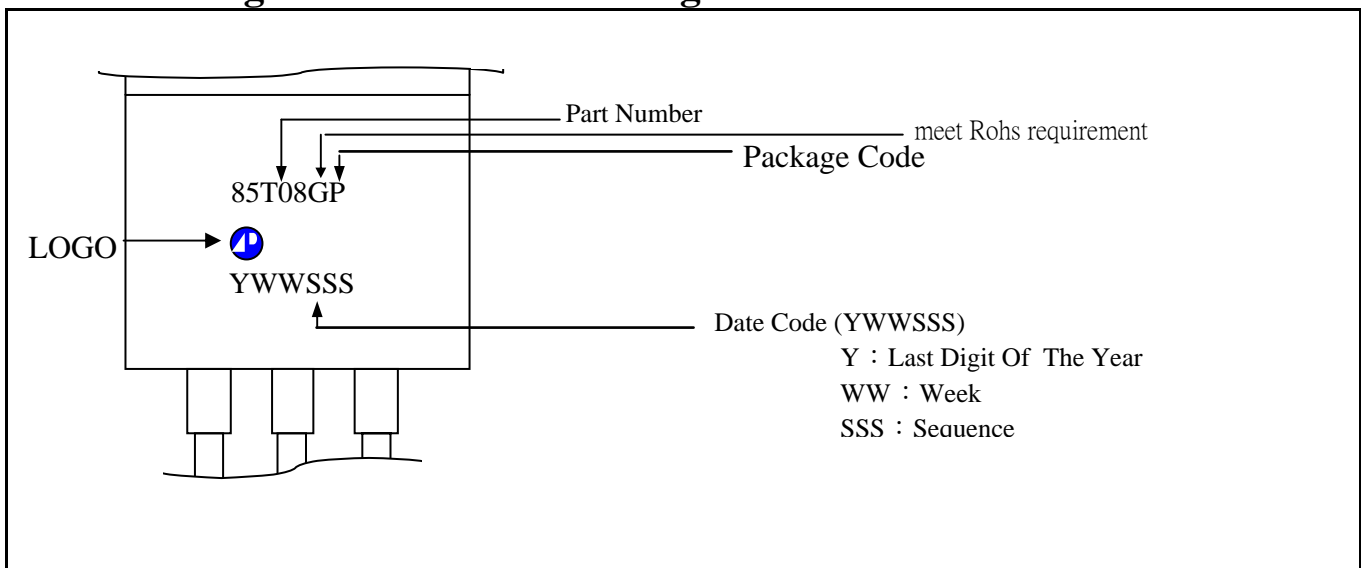 Part Number
meet Rohs requirement
Package Code
85T08GP
LOGO
YWWSSS
Date Code (YWWSSS)
Y：Last Digit Of The Year
WW：Week
SSS：Sequence